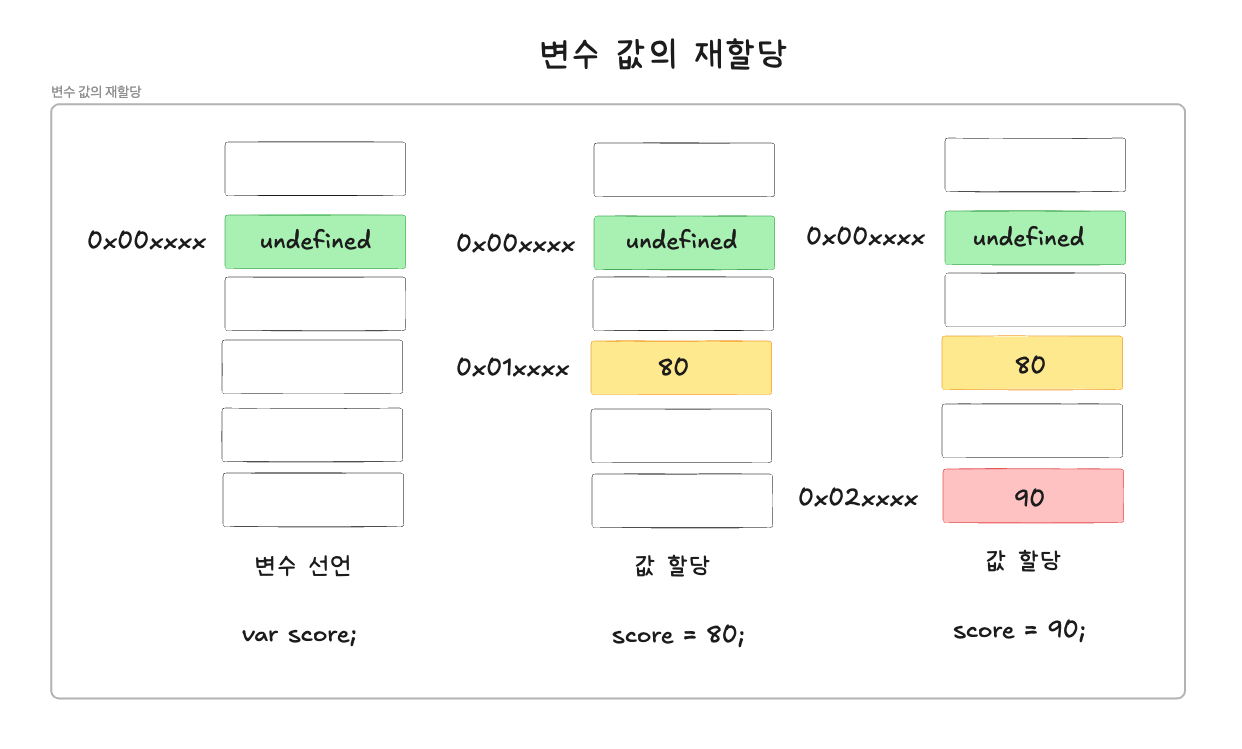 변수 값의 재할당
변수 값의 재할당
0x00xxxx
undefined
변수 선언
var score;
0x00xxxx
undefined
0x01xxxx
80
값 할당
score = 80;
0x00xxxx
undefined
80
0x02xxxx
90
값 할당
score = 90;